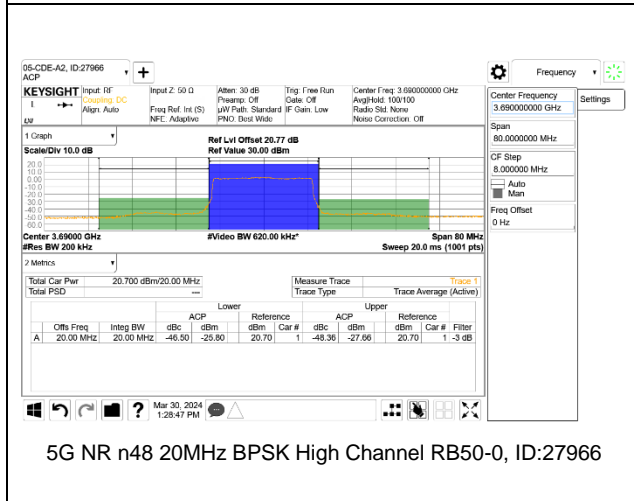 05-CDE-A2, ID:27966
ACP
KEYSIGHT Input: RF Input Z: 50 Ω Atten: 30 dB Trig: Free Run Center Freq: 3.690000000 GHz
Coupling: DC Preamp: Off Gate: Off Avg|Hold: 100/100
Align: Auto Freq Ref: Int (S) µW Path: Standard IF Gain: Low Radio Std: None
NFE: Adaptive PNO: Best Wide Noise Correction: Off
1 Graph
Ref Lvl Offset 20.77 dB
Scale/Div 10.0 dB Ref Value 30.00 dBm
20.0
10.0
0.00
-10.0
-20.0
-30.0
-40.0
-50.0
-60.0
Center 3.69000 GHz #Video BW 620.00 kHz* Span 80 MHz
#Res BW 200 kHz Sweep 20.0 ms (1001 pts)
2 Metrics
Total Car Pwr 20.700 dBm/20.00 MHz Measure Trace Trace 1
Total PSD --- Trace Type Trace Average (Active)
Lower Upper
ACP Reference ACP Reference
Offs Freq Integ BW dBc dBm dBm Car # dBc dBm dBm Car # Filter
A 20.00 MHz 20.00 MHz -46.50 -25.80 20.70 1 -48.36 -27.66 20.70 1 -3 dB
Mar 30, 2024
1:28:47 PM
Frequency
Center Frequency
3.690000000 GHz
Settings
Span
80.0000000 MHz
CF Step
8.000000 MHz
Auto
Man
Freq Offset
0 Hz
5G NR n48 20MHz BPSK High Channel RB50-0, ID:27966